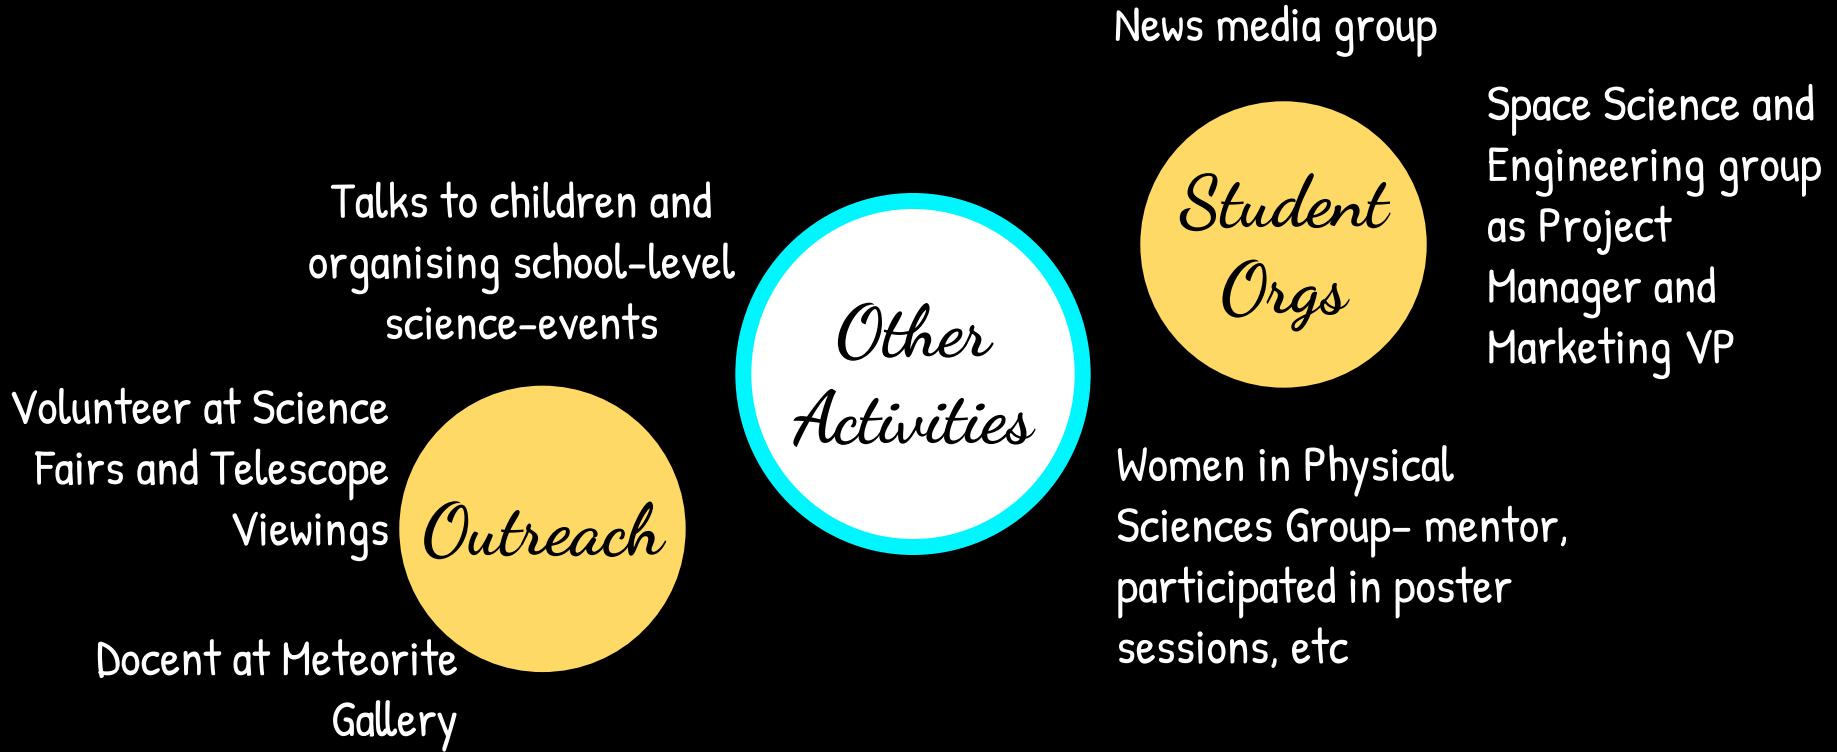 News media group
Space Science and
Engineering group
as Project
Manager and
Marketing VP
Student
Orgs
Talks to children and
organising school-level
science-events
Other
Activities
Volunteer at Science
Fairs and Telescope
Viewings
Outreach
Women in Physical
Sciences Group- mentor,
participated in poster
sessions, etc
Docent at Meteorite
Gallery